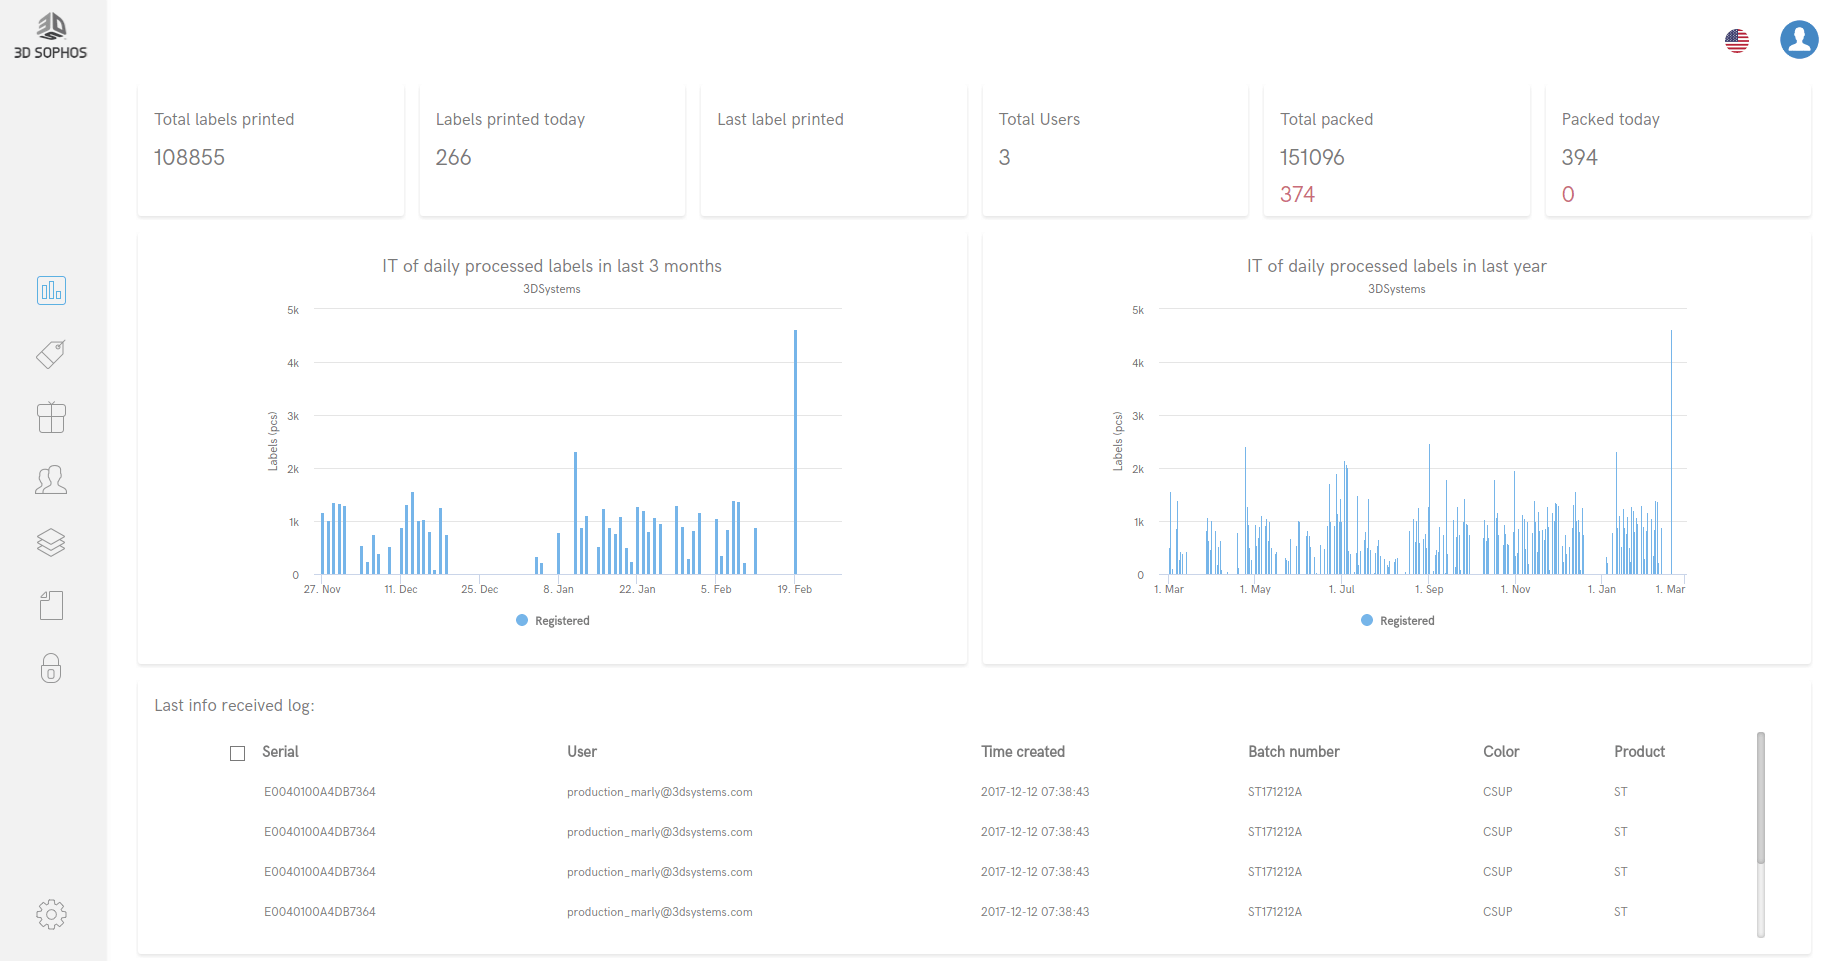 3D SOPHOS
Total labels printed
108855
Labels printed today
266
Last label printed
Total Users
3
Total packed
151096
374
Packed today
394
0
IT of daily processed labels in last 3 months
3DSystems
Labels (pcs)
5k
4k
3k
2k
1k
0
27. Nov 11. Dec 25. Dec 8. Jan 22. Jan 5. Feb 19. Feb
Registered
IT of daily processed labels in last year
3DSystems
Labels (pcs)
5k
4k
3k
2k
1k
0
1. Mar 1. May 1. Jul 1. Sep 1. Nov 1. Jan 1. Mar
Registered
Last info received log:
Serial User Time created Batch number Color Product
E0040100A4DB7364 production_marly@3dsystems.com 2017-12-12 07:38:43 ST171212A CSUP ST
E0040100A4DB7364 production_marly@3dsystems.com 2017-12-12 07:38:43 ST171212A CSUP ST
E0040100A4DB7364 production_marly@3dsystems.com 2017-12-12 07:38:43 ST171212A CSUP ST
E0040100A4DB7364 production_marly@3dsystems.com 2017-12-12 07:38:43 ST171212A CSUP ST